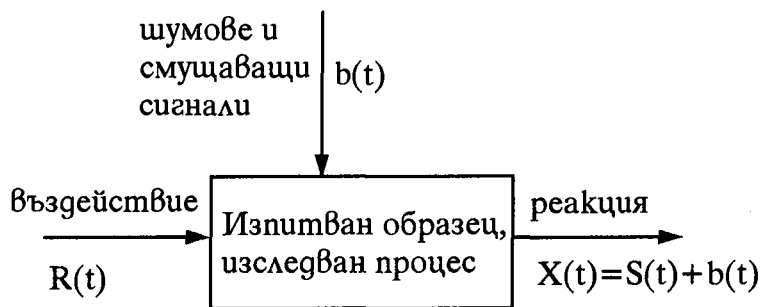 шумове и
смущаващи
сигнали
b(t)
въздействие
R(t)
Изпитван образец,
изследван процес
реакция
X(t)=S(t)+b(t)